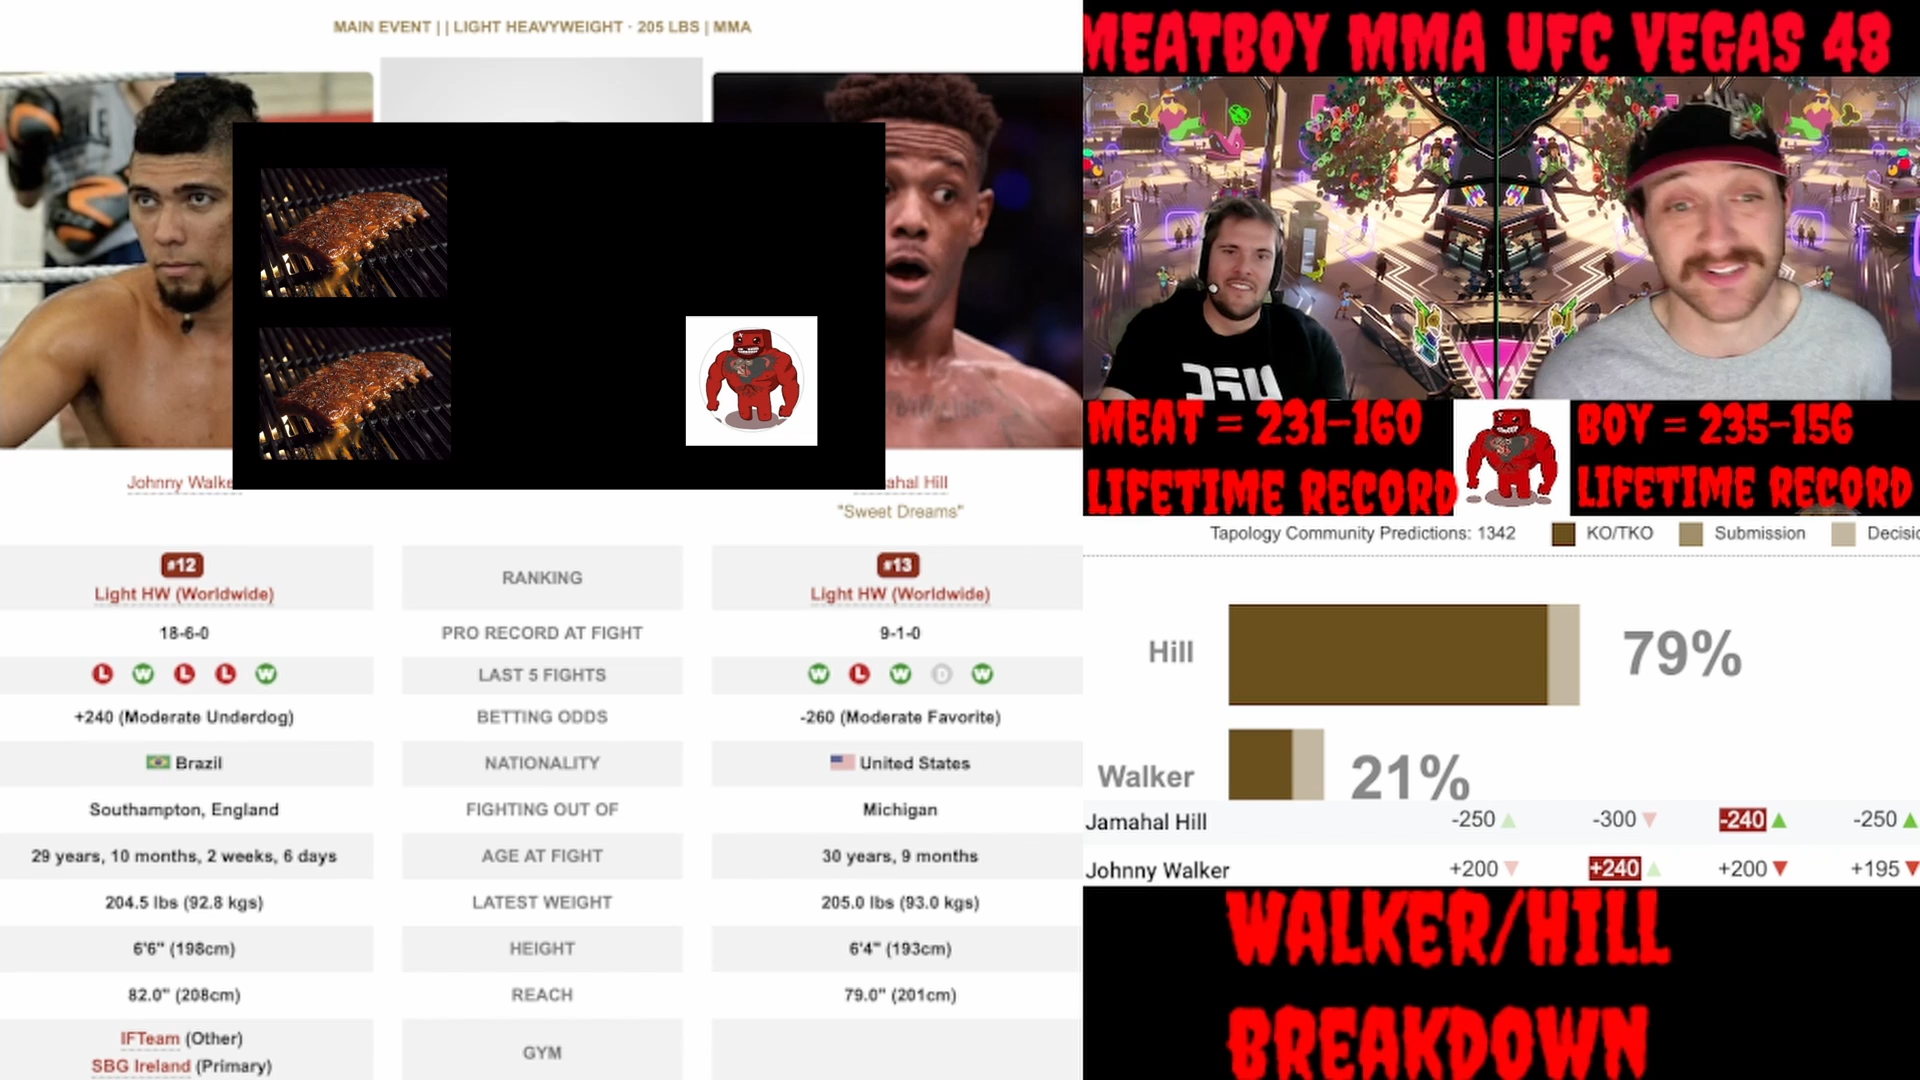 MAIN EVENT | | LIGHT HEAVYWEIGHT · 205 LBS | MMA
Johnny Walke
ahal Hill
"Sweet Dreams"
#12
Light HW (Worldwide)
RANKING
#13
Light HW (Worldwide)
18-6-0
PRO RECORD AT FIGHT
9-1-0
L W L L W
LAST 5 FIGHTS
W L W D W
+240 (Moderate Underdog)
BETTING ODDS
-260 (Moderate Favorite)
Brazil
NATIONALITY
United States
Southampton, England
FIGHTING OUT OF
Michigan
29 years, 10 months, 2 weeks, 6 days
AGE AT FIGHT
30 years, 9 months
204.5 lbs (92.8 kgs)
LATEST WEIGHT
205.0 lbs (93.0 kgs)
6'6" (198cm)
HEIGHT
6'4" (193cm)
82.0" (208cm)
REACH
79.0" (201cm)
IFTeam (Other)
SBG Ireland (Primary)
GYM
MEATBOY MMA UFC VEGAS 48
UFC
MEAT = 231-160
LIFETIME RECORD
BOY = 235-156
LIFETIME RECORD
Tapology Community Predictions: 1342
KO/TKO
Submission
Decisio
Hill
79%
Walker
21%
Jamahal Hill -250 -300 -240 -250
Johnny Walker +200 +240 +200 +195
WALKER/HILL
BREAKDOWN